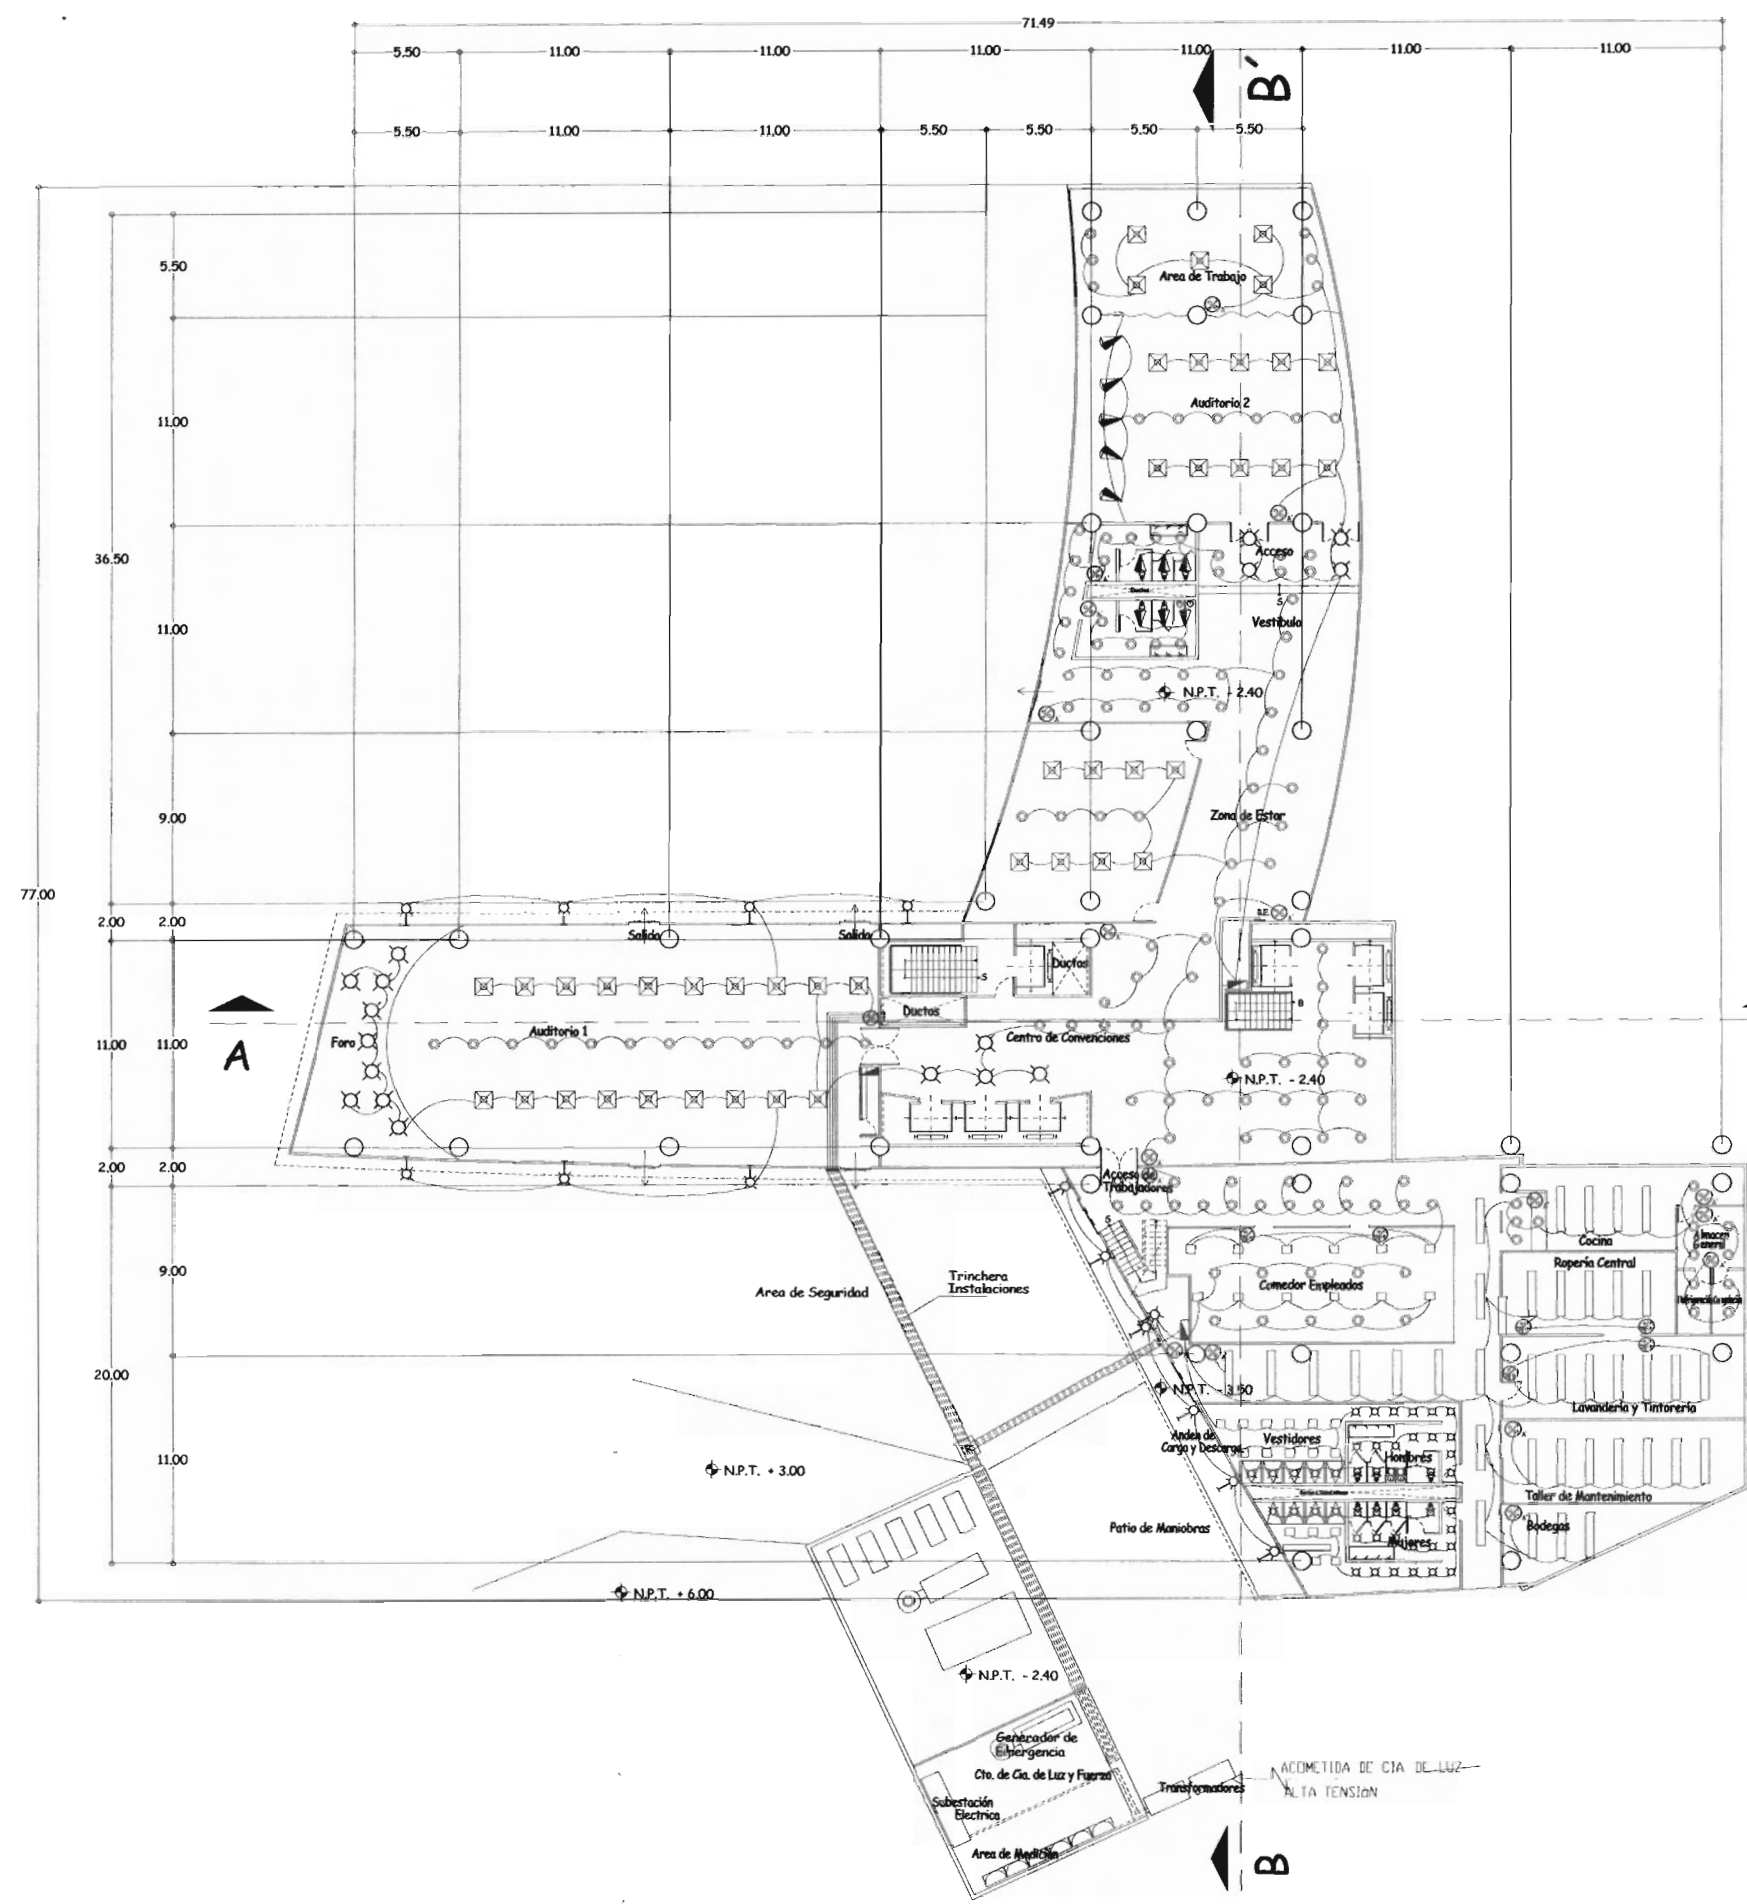 71.49
5.50 11.00 11.00 11.00 11.00 11.00 11.00
B´
5.50 11.00 11.00 5.50 5.50 5.50 5.50
5.50
Area de Trabajo
Auditorio 2
11.00
36.50
Acceso
Ductos
S
Vestíbulo
11.00
N.P.T. - 2.40
9.00
Zona de Estar
77.00
2.00 2.00
Salida Salida
B.F.
Ductos
S
Ductos
B
Auditorio 1
Foro
11.00 11.00
A
Centro de Convenciones
N.P.T. - 2.40
2.00 2.00
Acceso de
Trabajadores
S
Cocina
Almacen
General
Ropería Central
9.00
Trinchera
Instalaciones
Area de Seguridad
Comedor Empleados
20.00
N.P.T. - 3.50
Lavandería y Tintorería
Anden de
Carga y Descarga
Vestidores
Hombres
11.00
N.P.T. + 3.00
Taller de Mantenimiento
Patio de Maniobras
Bodegas
Mujeres
N.P.T. + 6.00
N.P.T. - 2.40
Generador de
Emergencia
Cto. de Cia. de Luz y Fuerza
ACOMETIDA DE CIA DE LUZ
ALTA TENSIóN
Transformadores
Subestación
Electrica
Area de Medición
B